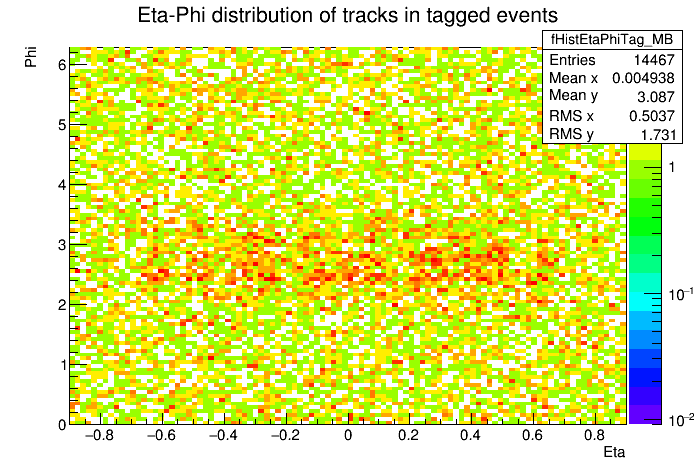 Eta-Phi distribution of tracks in tagged events
fHistEtaPhiTag_MB
Entries 14467
Mean x 0.004938
Mean y 3.087
RMS x 0.5037
RMS y 1.731
Phi
6
5
4
3
2
1
0
1
10⁻¹
10⁻²
−0.8 −0.6 −0.4 −0.2 0 0.2 0.4 0.6 0.8
Eta